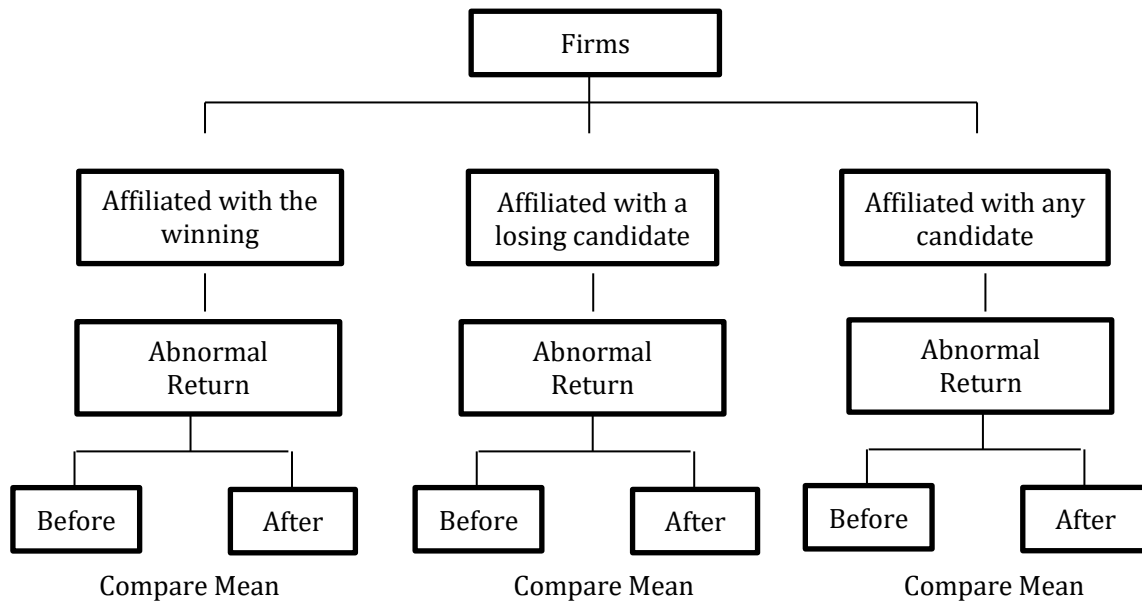 Firms
Affiliated with the
winning
Affiliated with a
losing candidate
Affiliated with any
candidate
Abnormal
Return
Abnormal
Return
Abnormal
Return
Before
After
Before
After
Before
After
Compare Mean
Compare Mean
Compare Mean